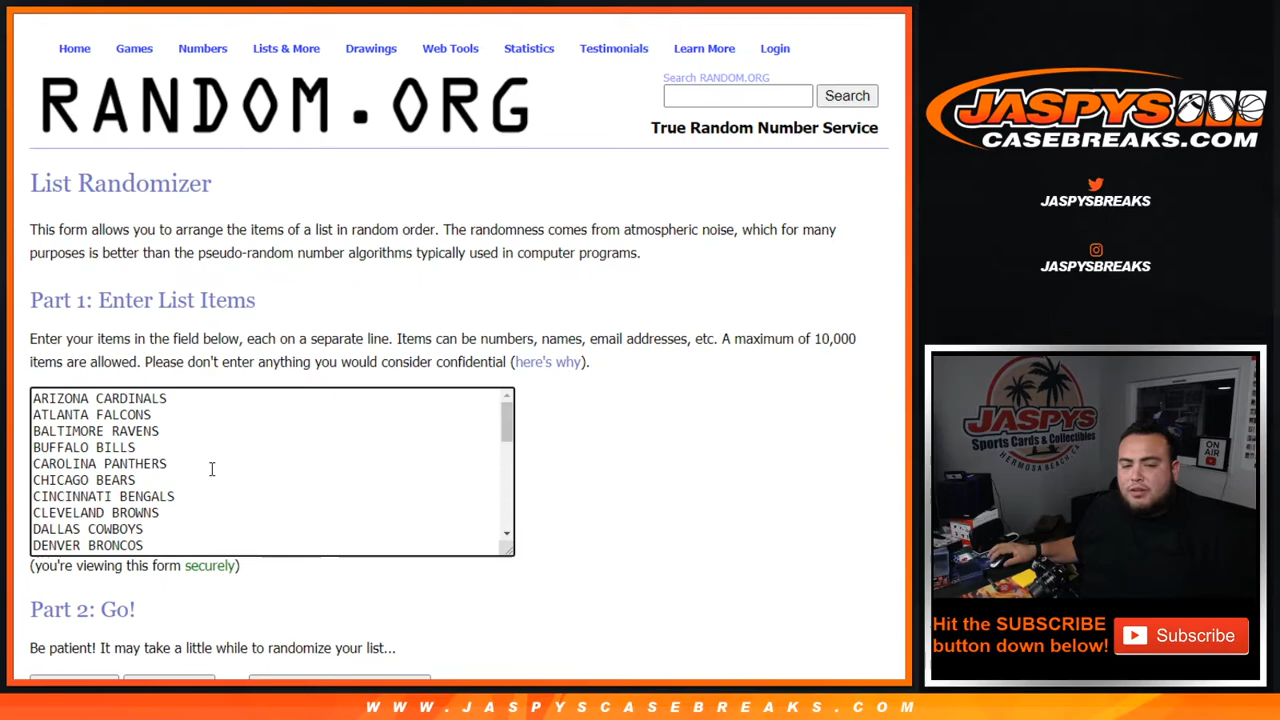 Home Games Numbers Lists & More Drawings Web Tools Statistics Testimonials Learn More Login
RANDOM.ORG
Search RANDOM.ORG
Search
True Random Number Service
List Randomizer
This form allows you to arrange the items of a list in random order. The randomness comes from atmospheric noise, which for many
purposes is better than the pseudo-random number algorithms typically used in computer programs.
Part 1: Enter List Items
Enter your items in the field below, each on a separate line. Items can be numbers, names, email addresses, etc. A maximum of 10,000
items are allowed. Please don't enter anything you would consider confidential (here's why).
ARIZONA CARDINALS
ATLANTA FALCONS
BALTIMORE RAVENS
BUFFALO BILLS
CAROLINA PANTHERS
CHICAGO BEARS
CINCINNATI BENGALS
CLEVELAND BROWNS
DALLAS COWBOYS
DENVER BRONCOS
(you're viewing this form securely)
Part 2: Go!
Be patient! It may take a little while to randomize your list...
JASPYS
CASEBREAKS.COM
JASPYSBREAKS
JASPYSBREAKS
JASPYS
Sports Cards & Collectibles
HERMOSA BEACH, CA
ON AIR
Hit the SUBSCRIBE
button down below!
Subscribe
WWW.JASPYSCASEBREAKS.COM